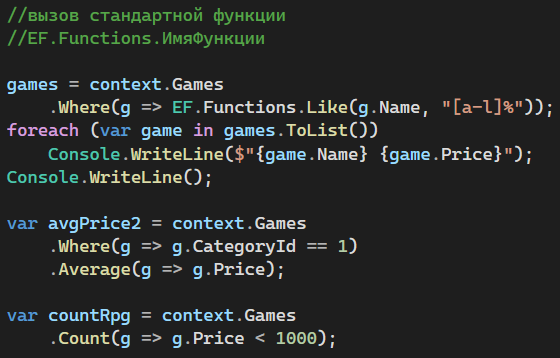 //вызов стандартной функции
//EF.Functions.ИмяФункции
games = context.Games
.Where(g => EF.Functions.Like(g.Name, "[a-l]%"));
foreach (var game in games.ToList())
Console.WriteLine($"{game.Name} {game.Price}");
Console.WriteLine();
var avgPrice2 = context.Games
.Where(g => g.CategoryId == 1)
.Average(g => g.Price);
var countRpg = context.Games
.Count(g => g.Price < 1000);